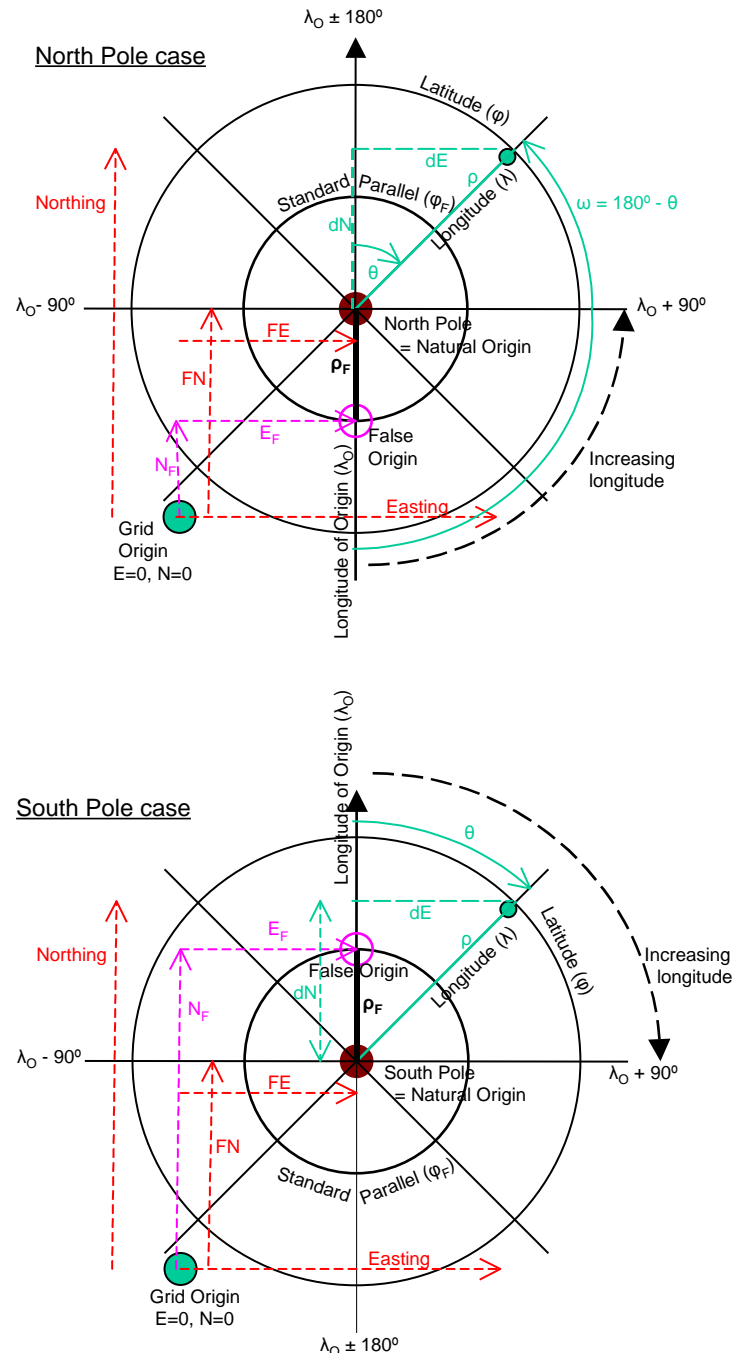 λO ± 180º
North Pole case
Latitude (φ)
dE
ρ
Standard Parallel (φF)
Longitude (λ)
Northing
dN
ω = 180º - θ
θ
λO- 90º
λO + 90º
FE
North Pole
= Natural Origin
ρF
FN
EF
False
Origin
NF
Increasing
longitude
Longitude of Origin (λO)
Easting
Grid
Origin
E=0, N=0
Longitude of Origin (λO)
South Pole case
θ
dE
EF
ρ
Latitude (φ)
Northing
False Origin
Longitude (λ)
Increasing
longitude
dN
NF
ρF
λO - 90º
λO + 90º
FE
South Pole
= Natural Origin
FN
Standard Parallel (φF)
Easting
Grid Origin
E=0, N=0
λO ± 180º